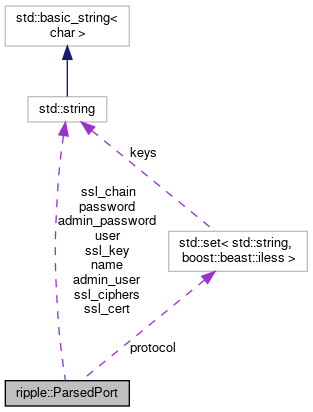 std::basic_string<
char >
std::string
keys
ssl_chain
password
admin_password
user
ssl_key
name
admin_user
ssl_ciphers
ssl_cert
std::set< std::string,
boost::beast::iless >
protocol
ripple::ParsedPort